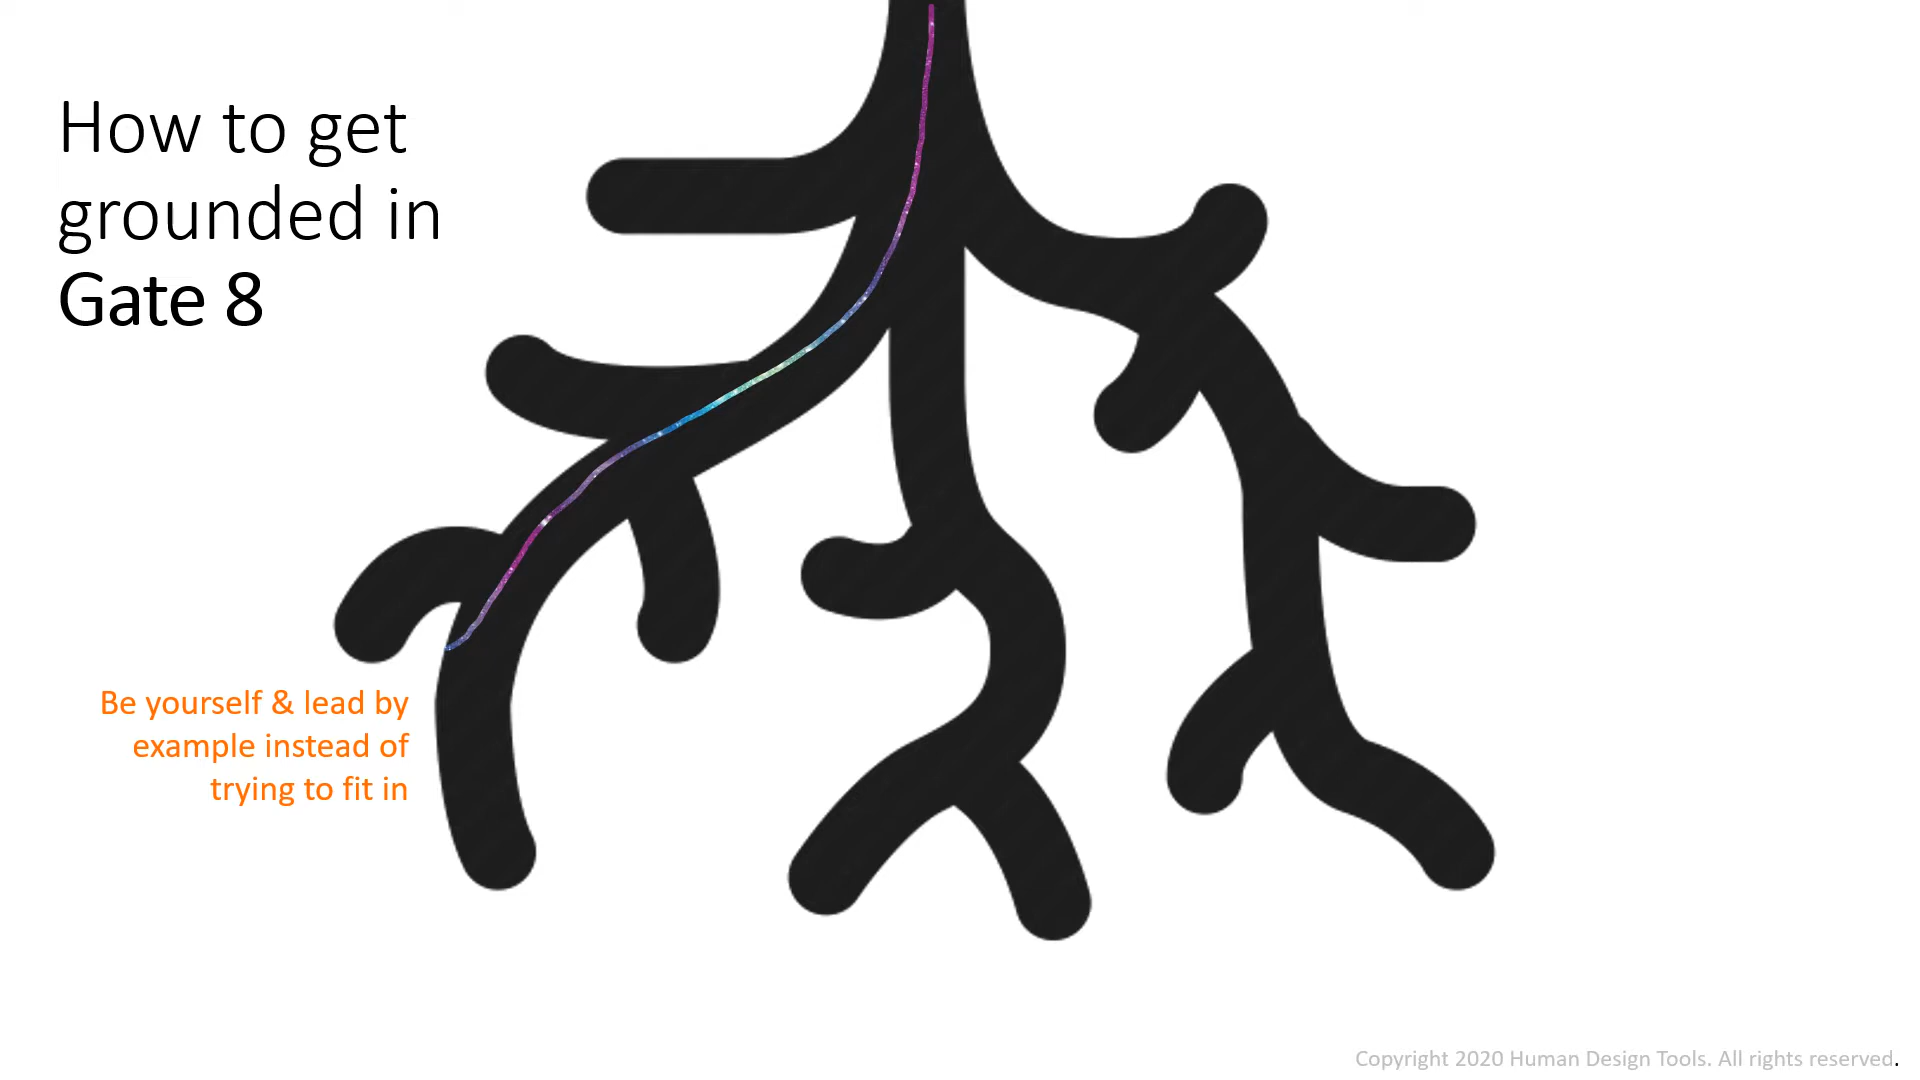 How to get
grounded in
Gate 8
Be yourself & lead by
example instead of
trying to fit in
Copyright 2020 Human Design Tools. All rights reserved.